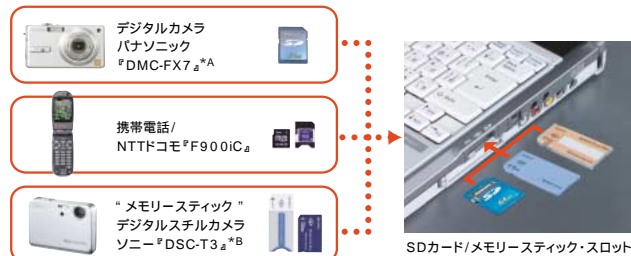 デジタルカメラ
パナソニック
『DMC-FX7』*A
携帯電話/
NTTドコモ『F900iC』
“メモリースティック”
デジタルスチルカメラ
ソニー『DSC-T3』*B
SDカード/メモリースティック・スロット